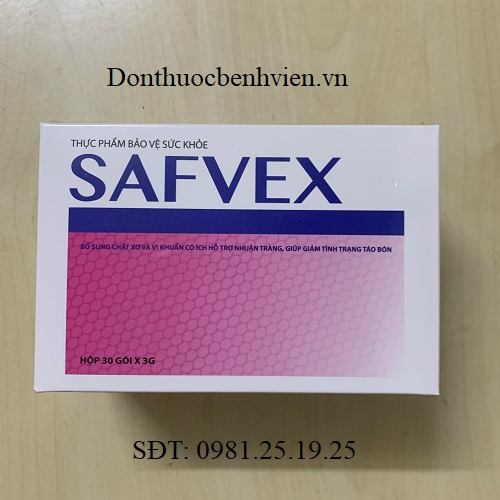 Donthuocbenhvien.vn
THỰC PHẨM BẢO VỆ SỨC KHỎE
SAFVEX
BỔ SUNG CHẤT XƠ VÀ VI KHUẨN CÓ ÍCH HỖ TRỢ NHUẬN TRÀNG, GIÚP GIẢM TÌNH TRẠNG TÁO BÓN
HỘP 30 GÓI X 3G
SĐT: 0981.25.19.25